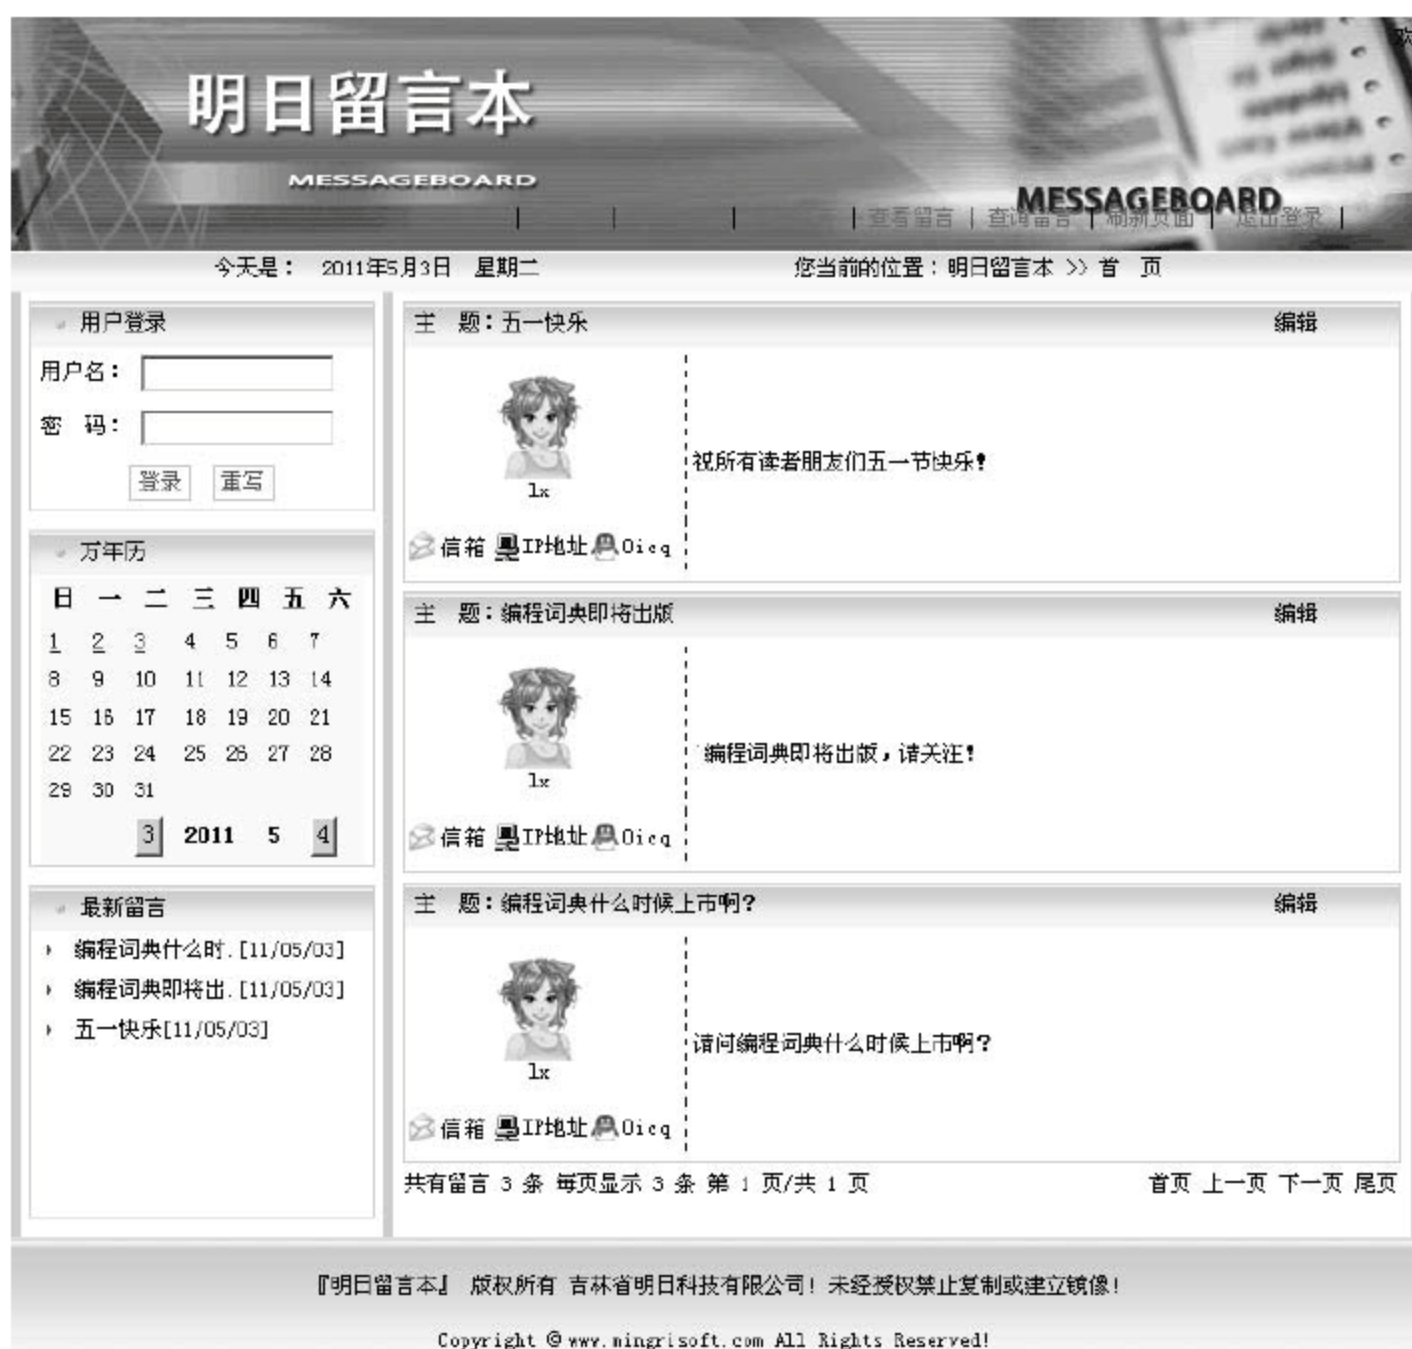 明日留言本
MESSAGEBOARD
MESSAGEBOARD
查看留言 | 查询留言 | 刷新页面 | 退出登录 |
今天是： 2011年5月3日 星期二
您当前的位置：明日留言本 >> 首 页
用户登录
用户名：
密 码：
登录 重写
万年历
日 一 二 三 四 五 六
1 2 3 4 5 6 7
8 9 10 11 12 13 14
15 16 17 18 19 20 21
22 23 24 25 26 27 28
29 30 31
3 2011 5 4
最新留言
编程词典什么时.[11/05/03]
编程词典即将出.[11/05/03]
五一快乐[11/05/03]
主 题：五一快乐 编辑
祝所有读者朋友们五一节快乐！
lx
信箱 IP地址 Oicq
主 题：编程词典即将出版 编辑
编程词典即将出版，请关注！
lx
信箱 IP地址 Oicq
主 题：编程词典什么时候上市啊？ 编辑
请问编程词典什么时候上市啊？
lx
信箱 IP地址 Oicq
共有留言 3 条 每页显示 3 条 第 1 页/共 1 页
首页 上一页 下一页 尾页
『明日留言本』 版权所有 吉林省明日科技有限公司！未经授权禁止复制或建立镜像！
Copyright © www.mingrisoft.com All Rights Reserved!